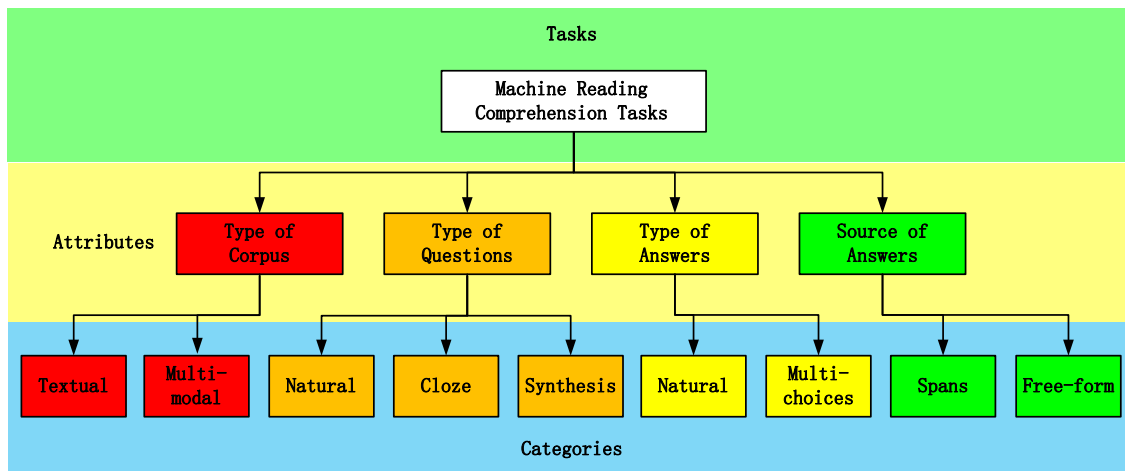 Tasks
Machine Reading
Comprehension Tasks
Attributes
Type of
Corpus
Type of
Questions
Type of
Answers
Source of
Answers
Textual
Multi-
modal
Natural
Cloze
Synthesis
Natural
Multi-
choices
Spans
Free-form
Categories